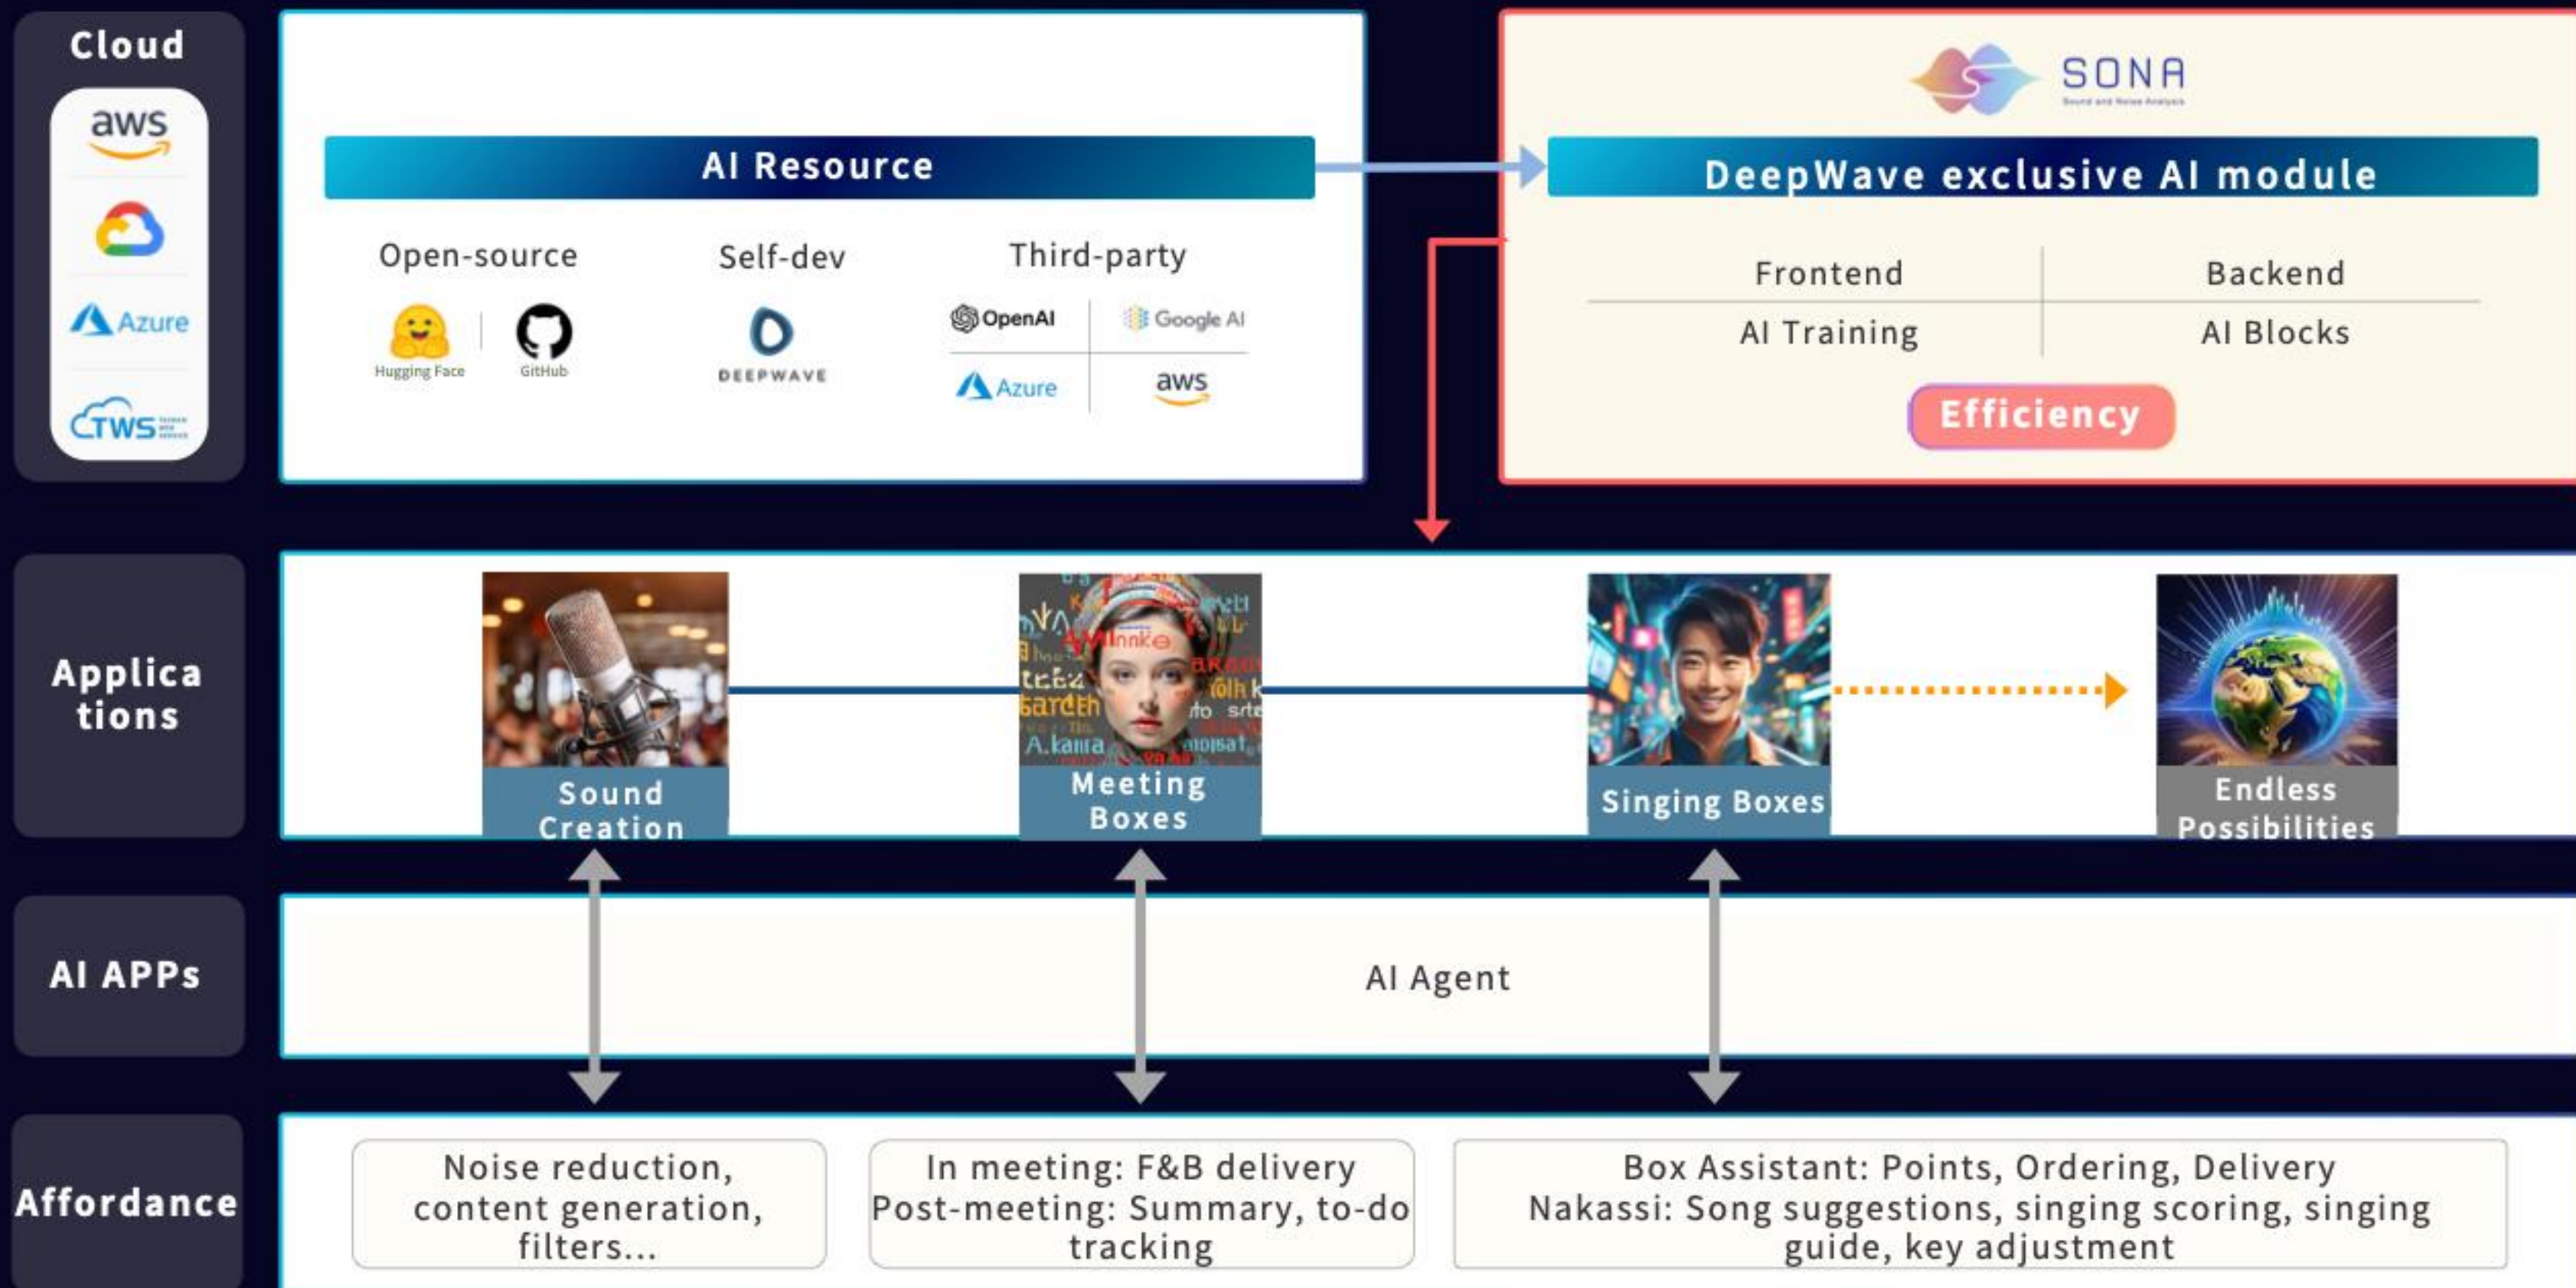 Cloud
aws
Azure
TWS
SONA
Sound and Noise Analysis
AI Resource
DeepWave exclusive AI module
Open-source
Self-dev
Third-party
Hugging Face
GitHub
DEEPWAVE
OpenAI
Google AI
Azure
aws
Frontend
Backend
AI Training
AI Blocks
Efficiency
Applica
tions
Sound
Creation
Meeting
Boxes
Singing Boxes
Endless
Possibilities
AI APPs
AI Agent
Affordance
Noise reduction,
content generation,
filters...
In meeting: F&B delivery
Post-meeting: Summary, to-do
tracking
Box Assistant: Points, Ordering, Delivery
Nakassi: Song suggestions, singing scoring, singing
guide, key adjustment